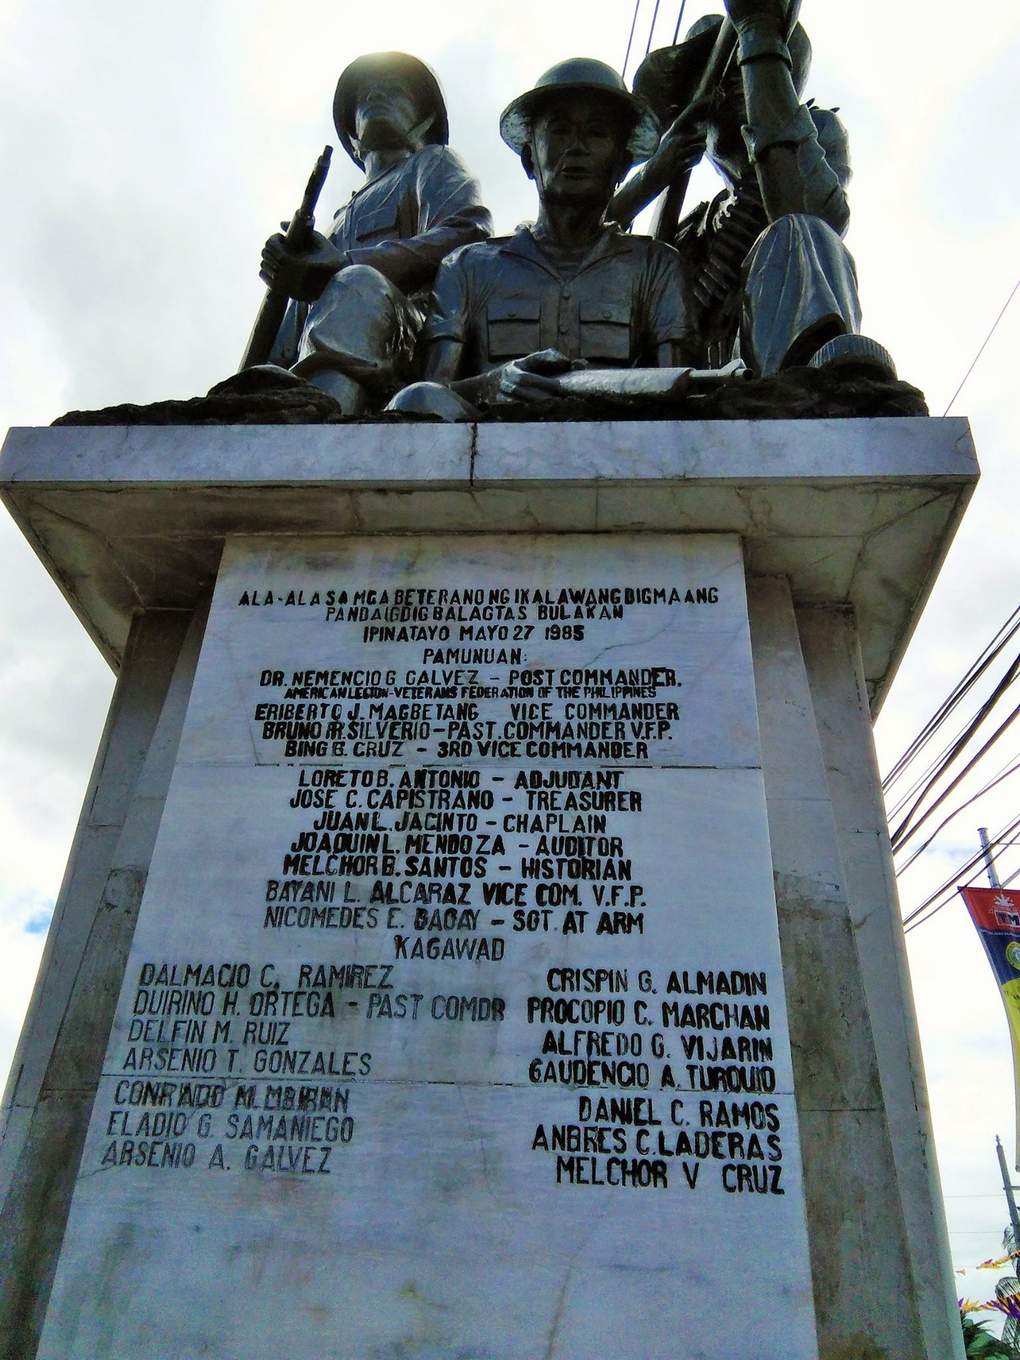 ALA-ALA SA MGA BETERANO NG IKALAWANG DIGMAANG
PANDAIGDIG BALAGTAS BULAKAN
IPINATAYO MAYO 27 1985
PAMUNUAN:
DR. NEMENCIO G GALVEZ - POST COMMANDER.
AMERICAN LEGION-VETERANS FEDERATION OF THE PHILIPPINES
ERIBERTO J. MAGBETANG VICE COMMANDER
BRUNO SILVERIO-PAST. COMMANDER V.F.P.
BING B. CRUZ - 3RD VICE COMMANDER
LORETO B. ANTONIO - ADJUDANT
JOSE C. CAPISTRANO - TREASURER
JUAN L. JACINTO - CHAPLAIN
JOAQUIN L. MENDOZA - AUDITOR
MELCHOR B. SANTOS - HISTORIAN
BAYANI L. ALCARAZ VICE COM. V.F.P.
NICOMEDES E. DAGAY - SGT. AT ARM
KAGAWAD
DALMACIO C. RAMIREZ
DUIRINO H. ORTEGA - PAST COMDR
DELFIN M. RUIZ
ARSENIO T. GONZALES
CONRADO M.
ELADIO G. SAMANIEGO
ARSENIO A. GALVEZ
CRISPIN G. ALMADIN
PROCOPIO C. MARCHAN
ALFREDO G. VIJARIN
GAUDENCIO A. TURQUIO
DANIEL C. RAMOS
ANBRES C. LADERAS
MELCHOR V CRUZ